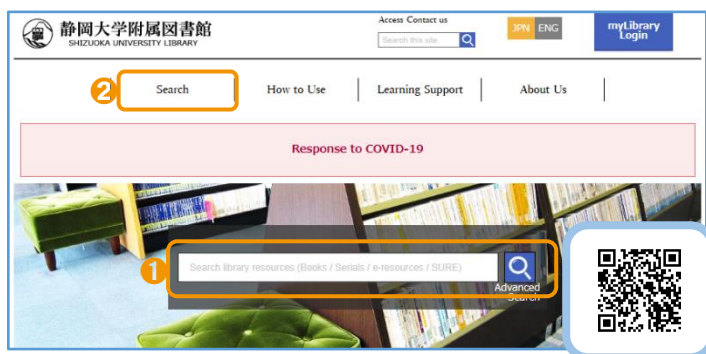 静岡大学附属図書館
SHIZUOKA UNIVERSITY LIBRARY
Access Contact us
Search this site
JPN ENG
myLibrary
Login
2
Search
How to Use
Learning Support
About Us
Response to COVID-19
1
Search library resources (Books / Serials / e-resources / SURE)
Advanced
Search